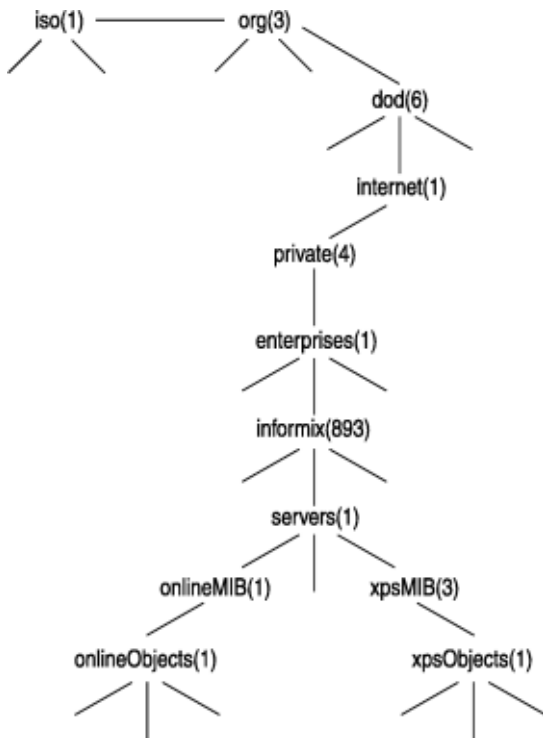 iso(1) org(3)
dod(6)
internet(1)
private(4)
enterprises(1)
informix(893)
servers(1)
onlineMIB(1) xpsMIB(3)
onlineObjects(1) xpsObjects(1)